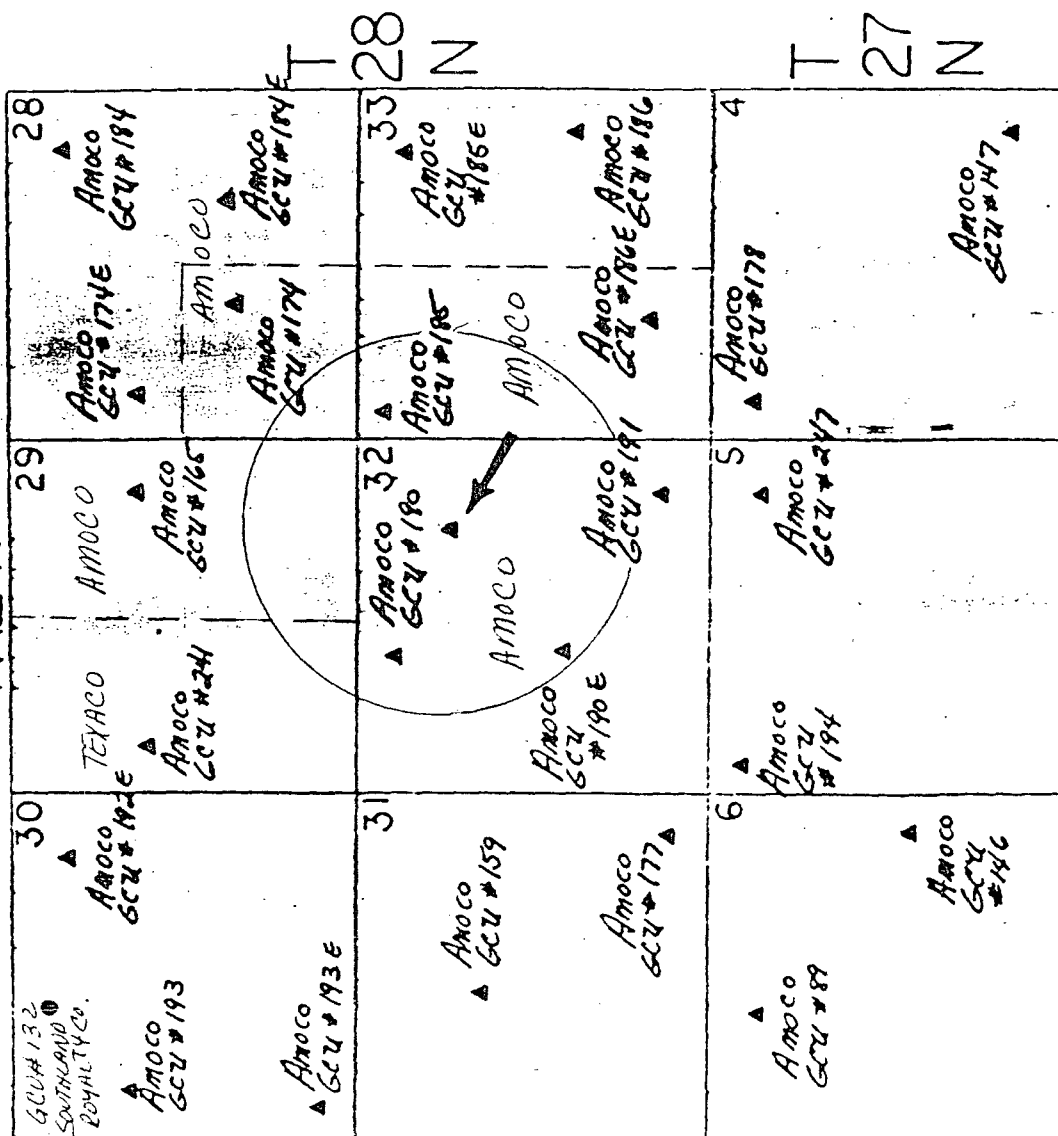 30
GCU# 132
SOUTHLAND
ROYALTY CO.
AMOCO
GCU # 193
AMOCO
GCU # 192E
AMOCO
GCU # 193E
29
TEXACO
AMOCO
GCU #241
AMOCO
AMOCO
GCU # 165
28
AMOCO
GCU # 174E
AMOCO
GCU # 184
AMOCO
AMOCO
GCU # 174
AMOCO
GCU # 184E
T
28
N
31
AMOCO
GCU # 159
AMOCO
GCU # 177
32
AMOCO
GCU # 190
AMOCO
AMOCO
GCU
# 190 E
AMOCO
GCU # 191
33
AMOCO
GCU # 185
AMOCO
GCU
# 185E
AMOCO
AMOCO
GCU # 186E
AMOCO
GCU # 186
6
AMOCO
GCU # 89
AMOCO
GCU
# 146
5
AMOCO
GCU
# 194
AMOCO
GCU # 247
4
AMOCO
GCU # 178
AMOCO
GCU # 147
T
27
N